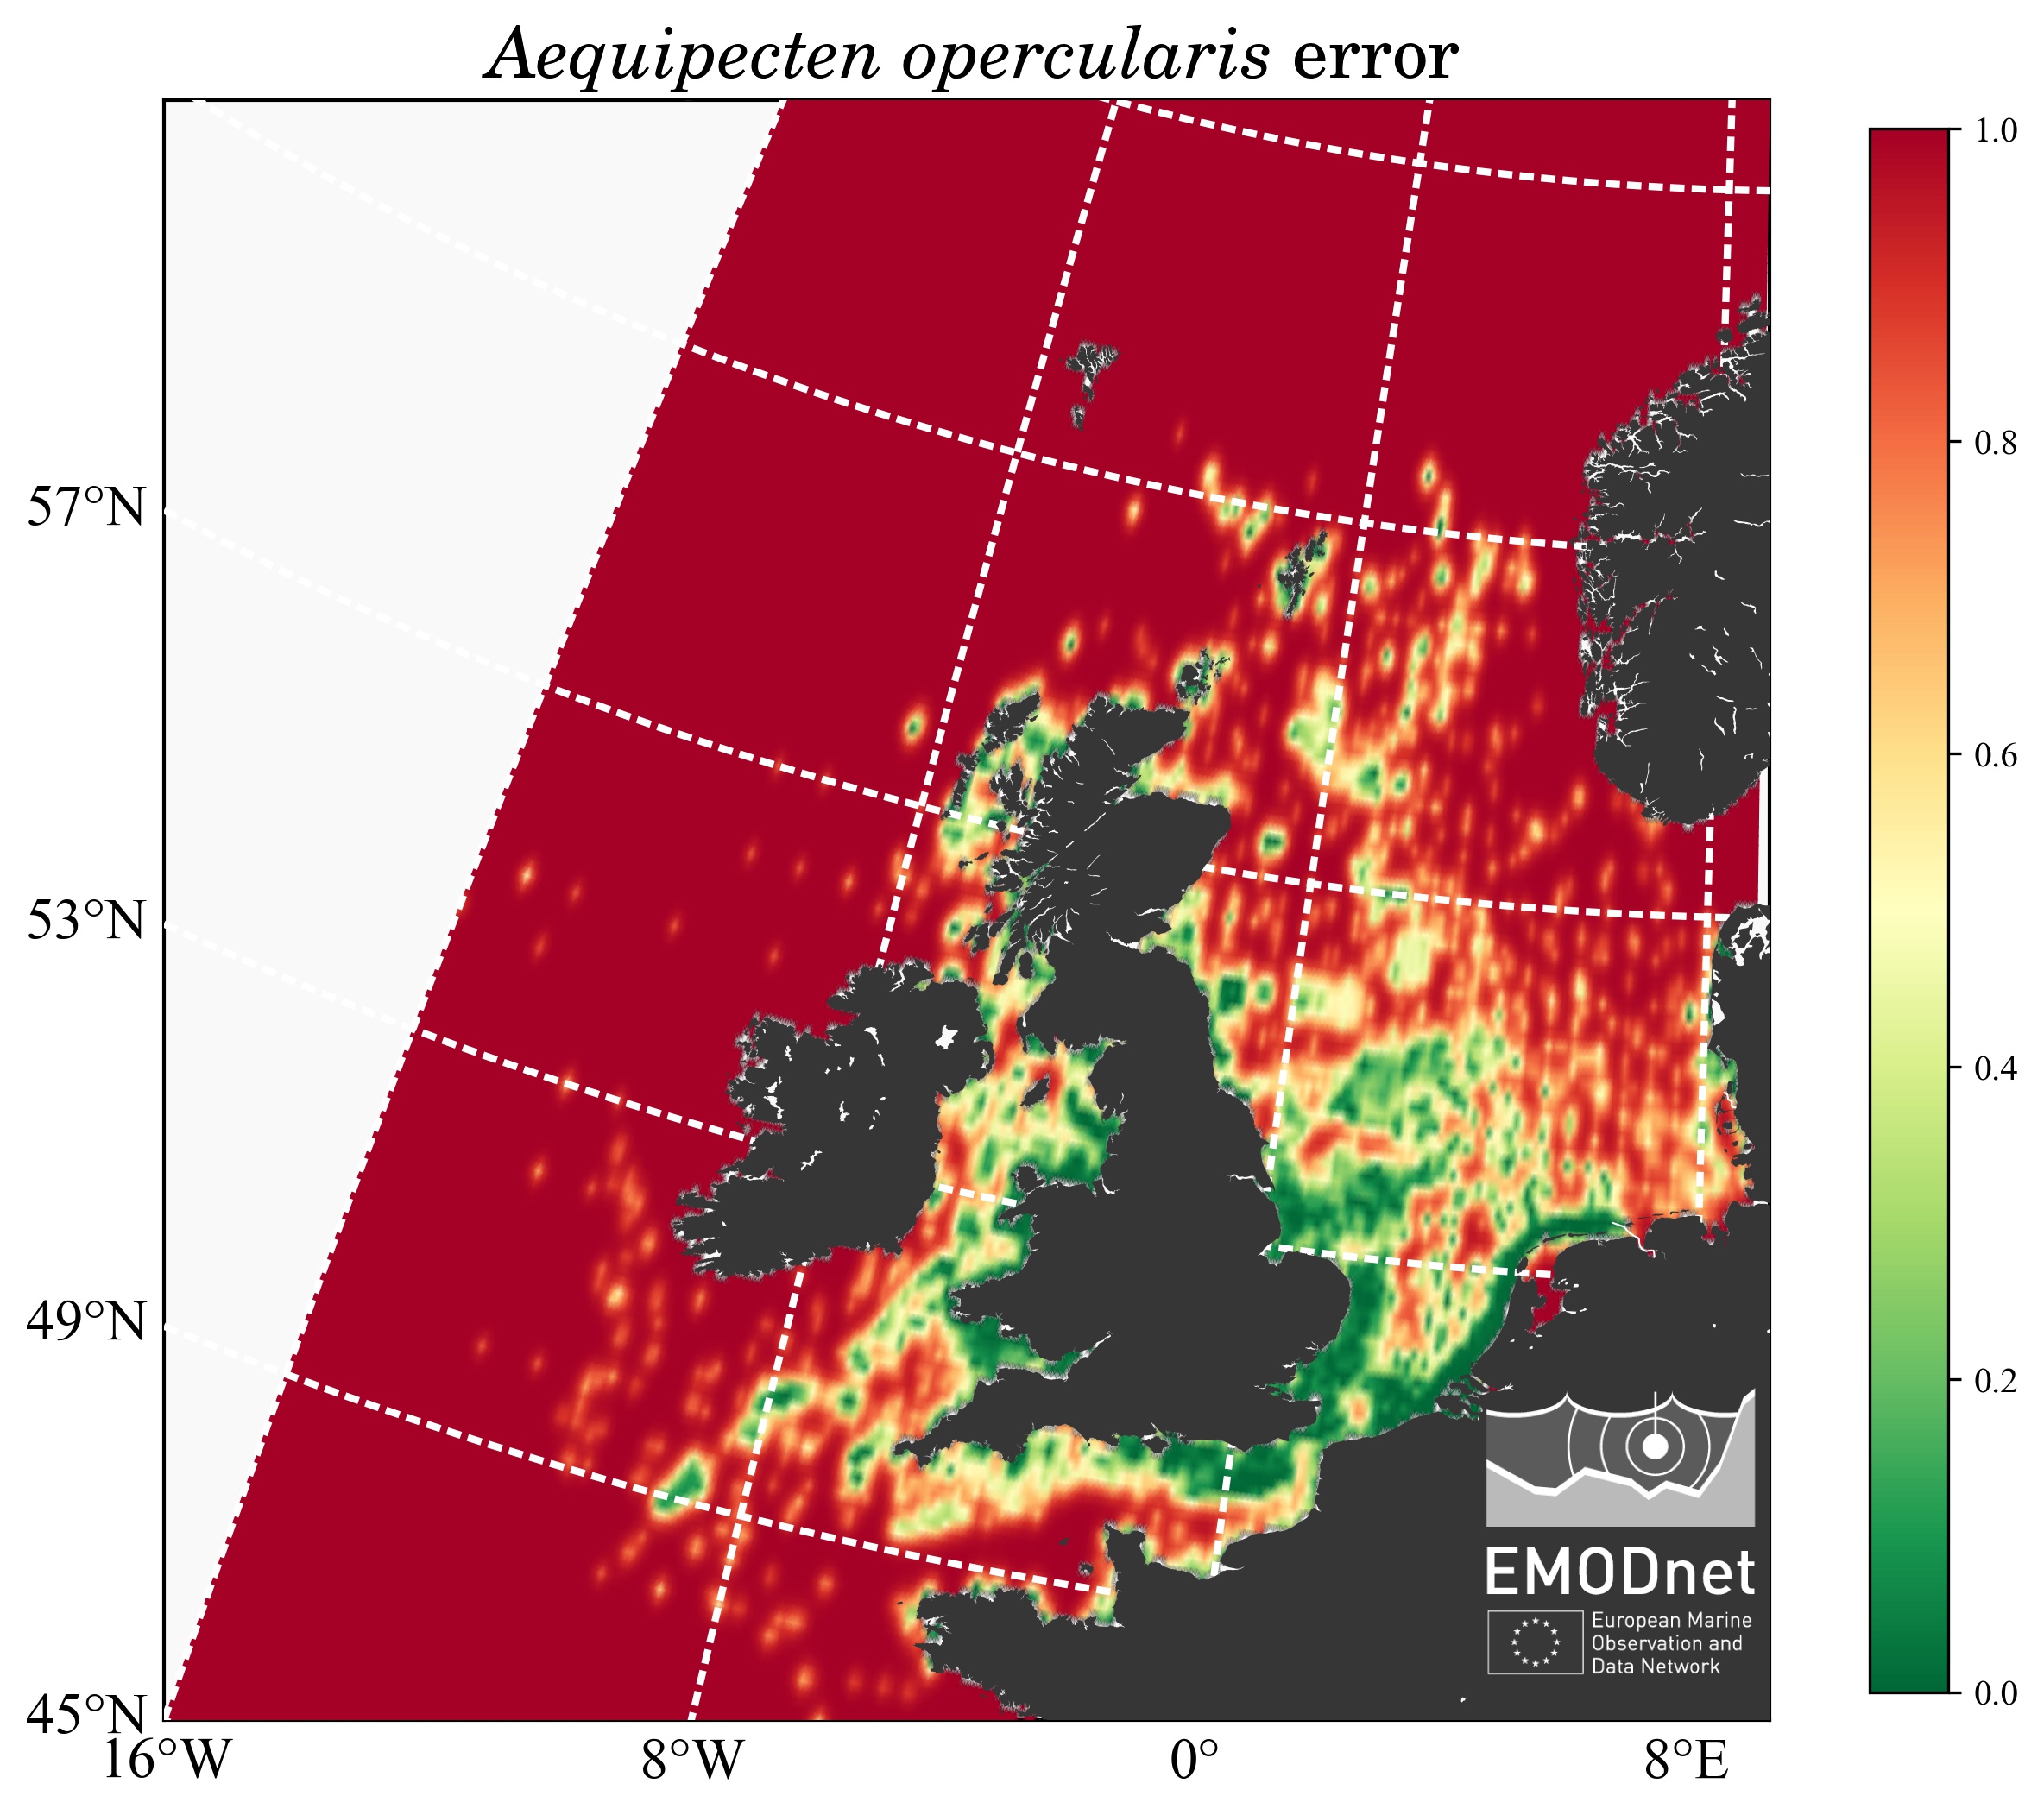 Aequipecten opercularis error
57°N
53°N
49°N
45°N
16°W
8°W
0°
8°E
1.0
0.8
0.6
0.4
0.2
0.0
EMODnet
European Marine
Observation and
Data Network